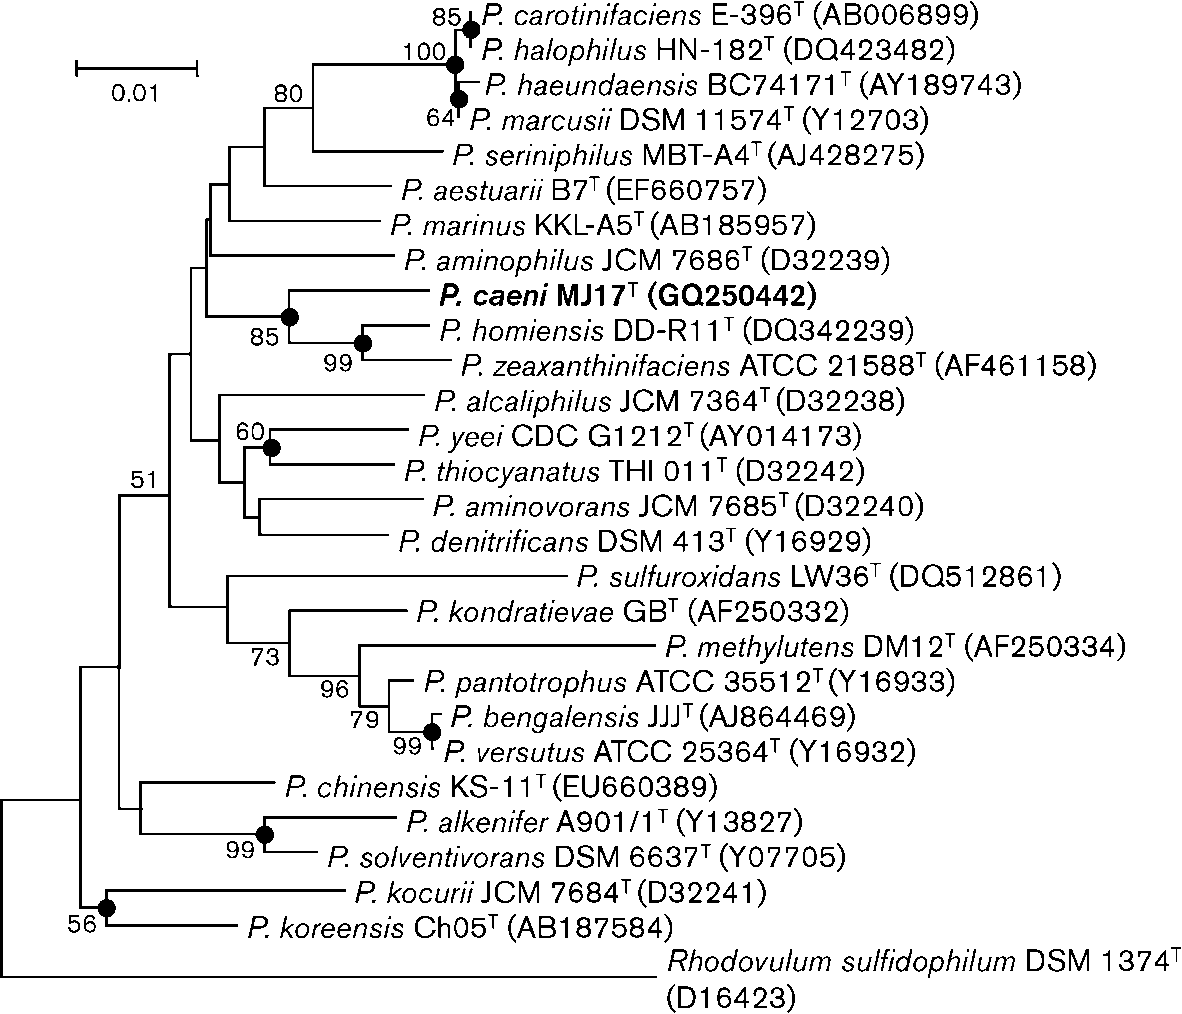 85 P. carotinifaciens E-396T (AB006899)
100 P. halophilus HN-182T (DQ423482)
0.01
P. haeundaensis BC74171T (AY189743)
80
64 P. marcusii DSM 11574T (Y12703)
P. seriniphilus MBT-A4T (AJ428275)
P. aestuarii B7T (EF660757)
P. marinus KKL-A5T (AB185957)
P. aminophilus JCM 7686T (D32239)
P. caeni MJ17T (GQ250442)
85 P. homiensis DD-R11T (DQ342239)
99 P. zeaxanthinifaciens ATCC 21588T (AF461158)
P. alcaliphilus JCM 7364T (D32238)
60 P. yeei CDC G1212T (AY014173)
P. thiocyanatus THI 011T (D32242)
51
P. aminovorans JCM 7685T (D32240)
P. denitrificans DSM 413T (Y16929)
P. sulfuroxidans LW36T (DQ512861)
P. kondratievae GBT (AF250332)
73 P. methylutens DM12T (AF250334)
96 P. pantotrophus ATCC 35512T (Y16933)
79 P. bengalensis JJJT (AJ864469)
99 P. versutus ATCC 25364T (Y16932)
P. chinensis KS-11T (EU660389)
P. alkenifer A901/1T (Y13827)
99 P. solventivorans DSM 6637T (Y07705)
P. kocurii JCM 7684T (D32241)
56 P. koreensis Ch05T (AB187584)
Rhodovulum sulfidophilum DSM 1374T
(D16423)